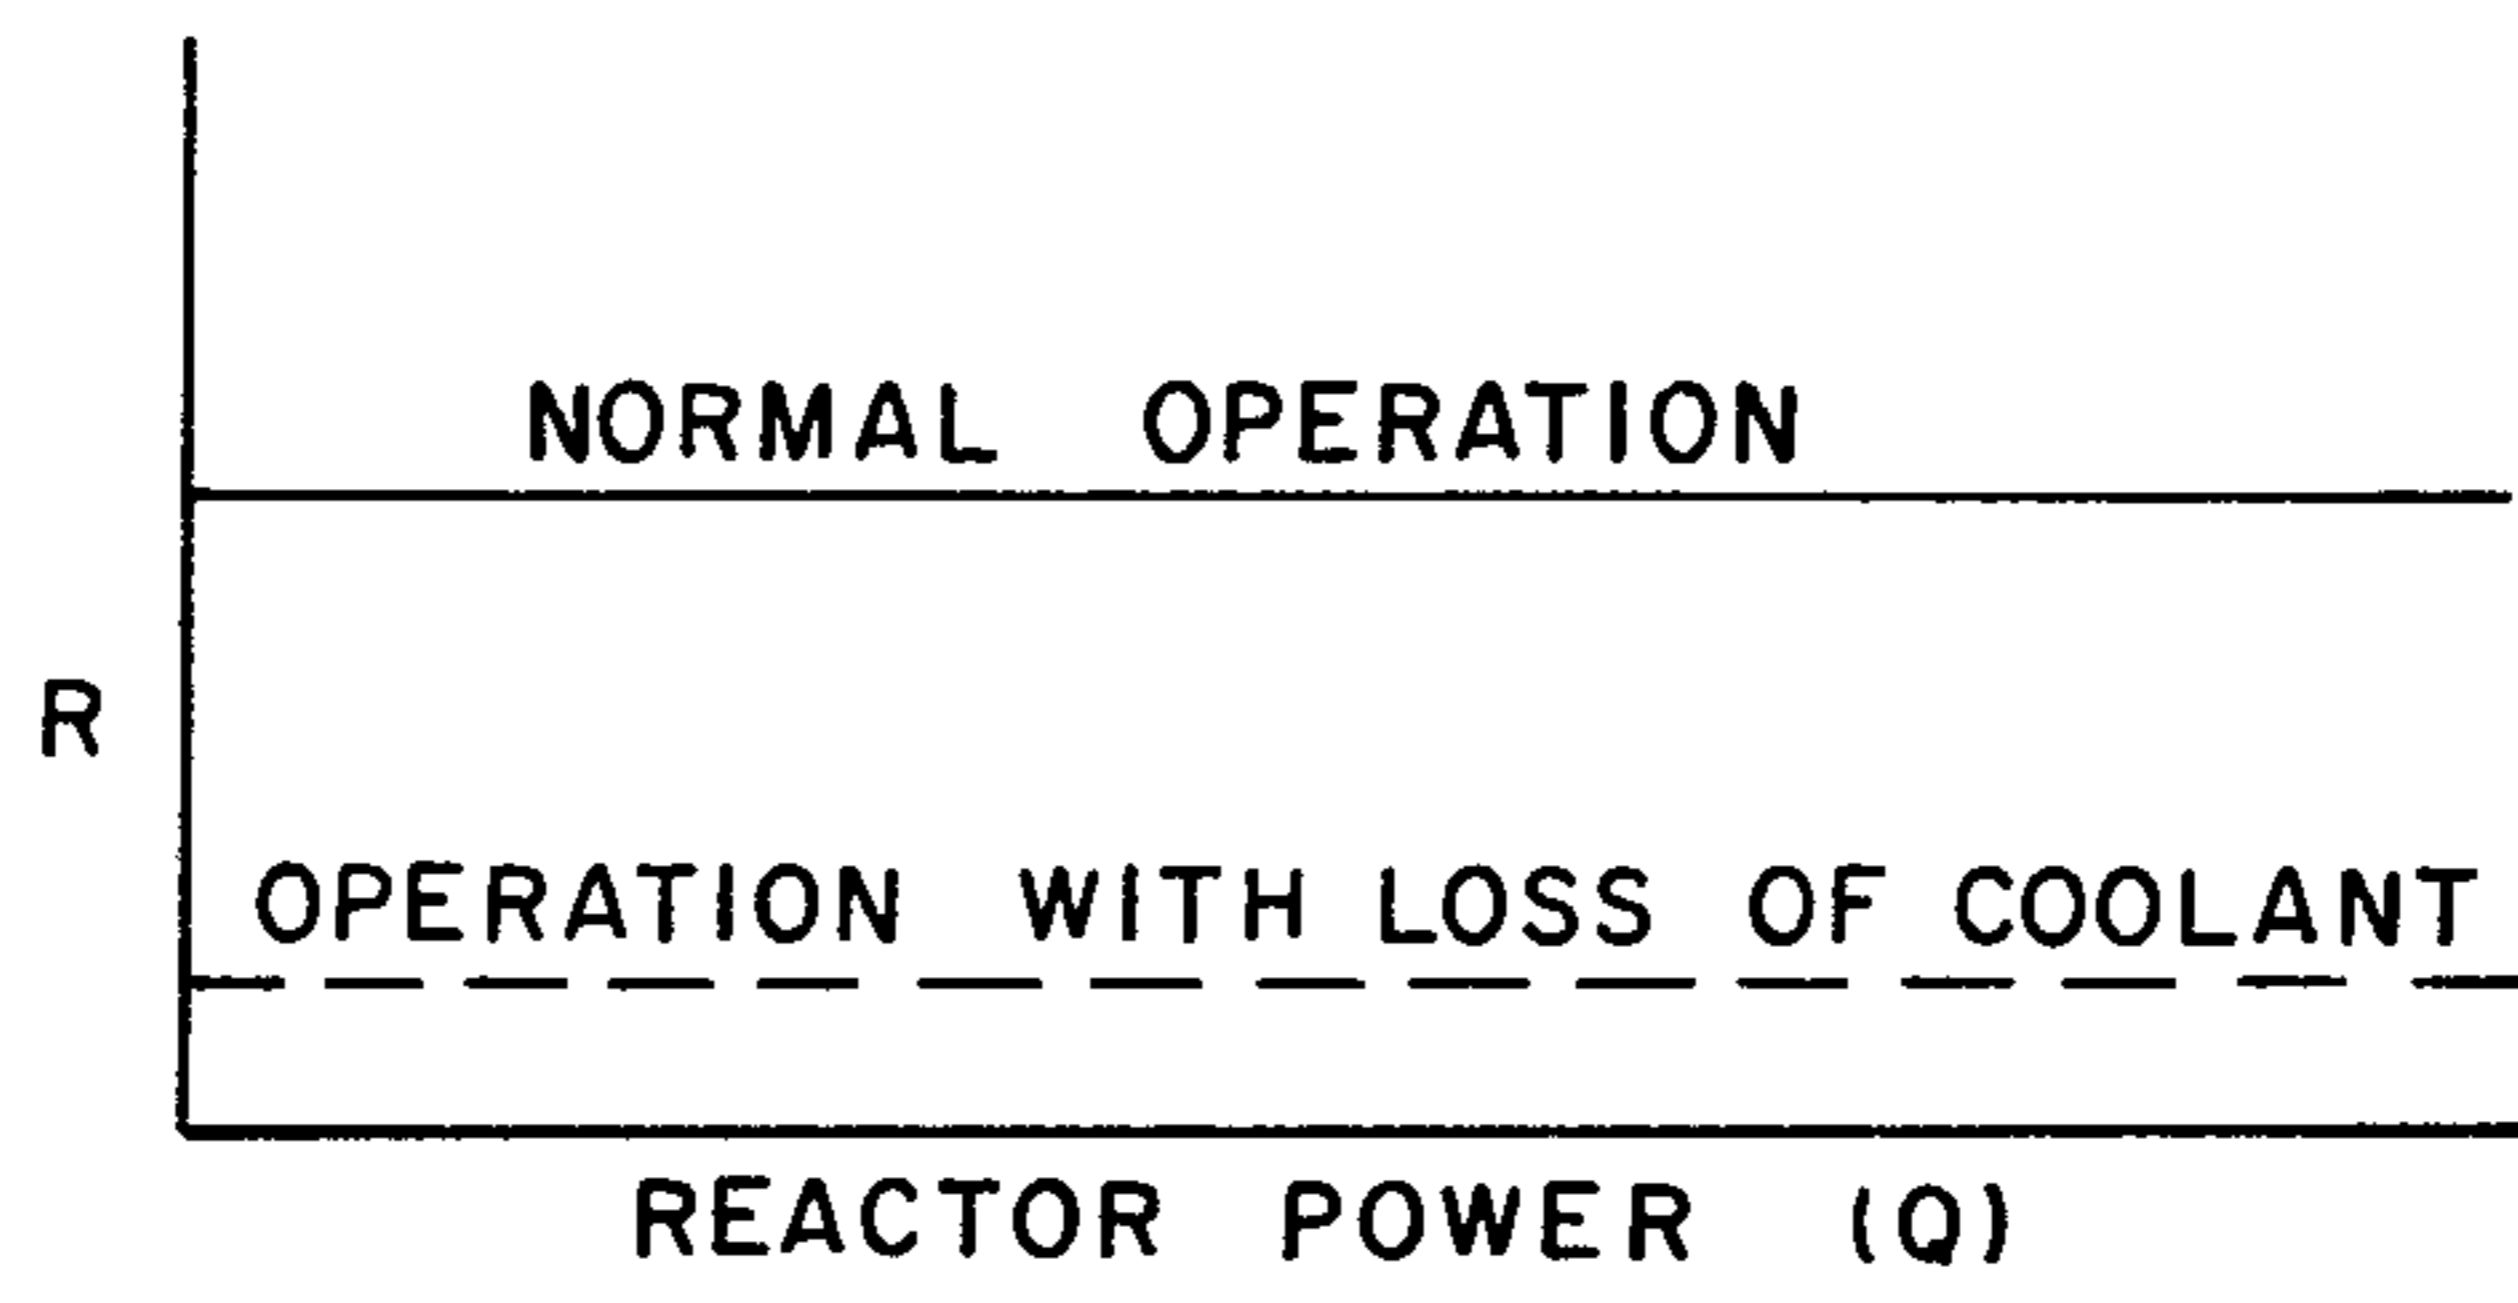 NORMAL OPERATION
R
OPERATION WITH LOSS OF COOLANT
REACTOR POWER (Q)